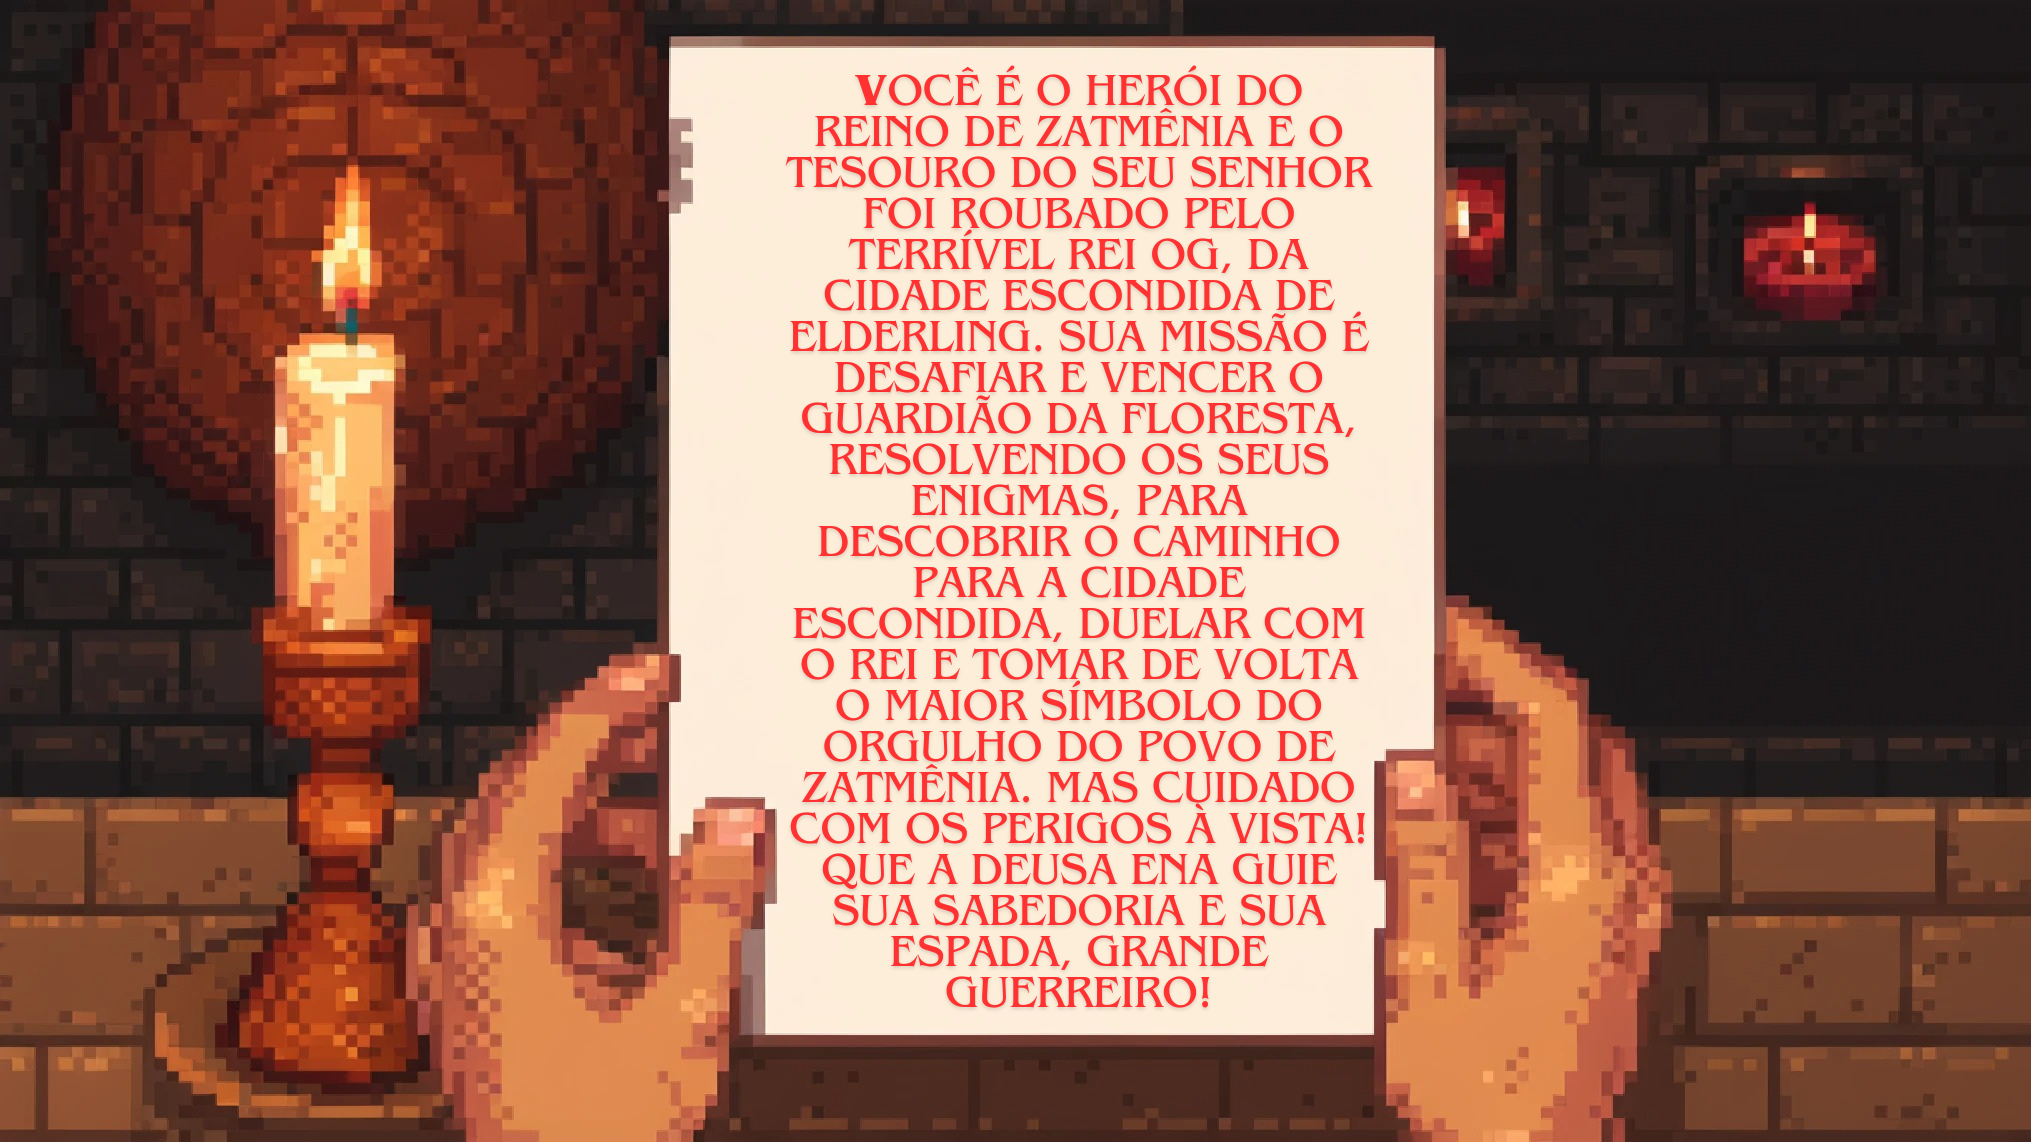 VOCÊ É O HERÓI DO
REINO DE ZATMÊNIA E O
TESOURO DO SEU SENHOR
FOI ROUBADO PELO
TERRÍVEL REI OG, DA
CIDADE ESCONDIDA DE
ELDERLING. SUA MISSÃO É
DESAFIAR E VENCER O
GUARDIÃO DA FLORESTA,
RESOLVENDO OS SEUS
ENIGMAS, PARA
DESCOBRIR O CAMINHO
PARA A CIDADE
ESCONDIDA, DUELAR COM
O REI E TOMAR DE VOLTA
O MAIOR SÍMBOLO DO
ORGULHO DO POVO DE
ZATMÊNIA. MAS CUIDADO
COM OS PERIGOS À VISTA!
QUE A DEUSA ENA GUIE
SUA SABEDORIA E SUA
ESPADA, GRANDE
GUERREIRO!